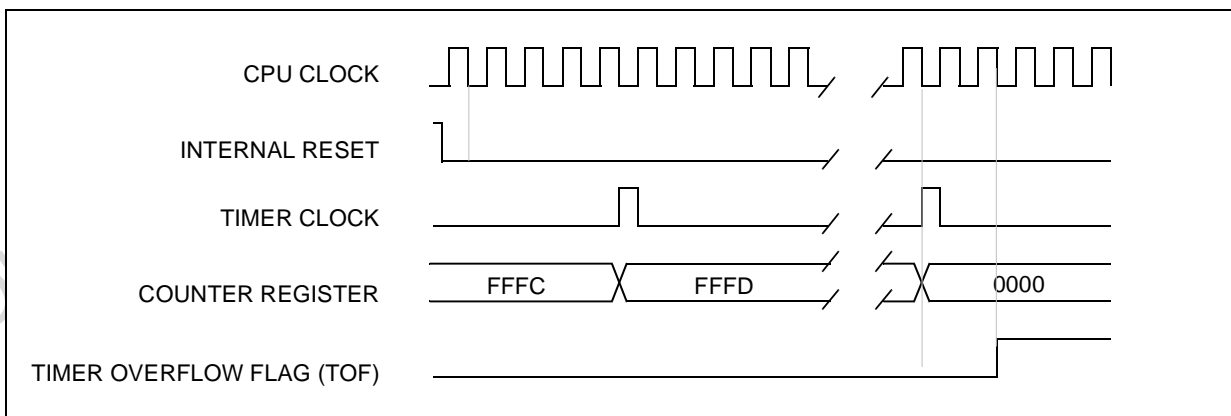 CPU CLOCK
INTERNAL RESET
TIMER CLOCK
COUNTER REGISTER FFFC FFFD 0000
TIMER OVERFLOW FLAG (TOF)